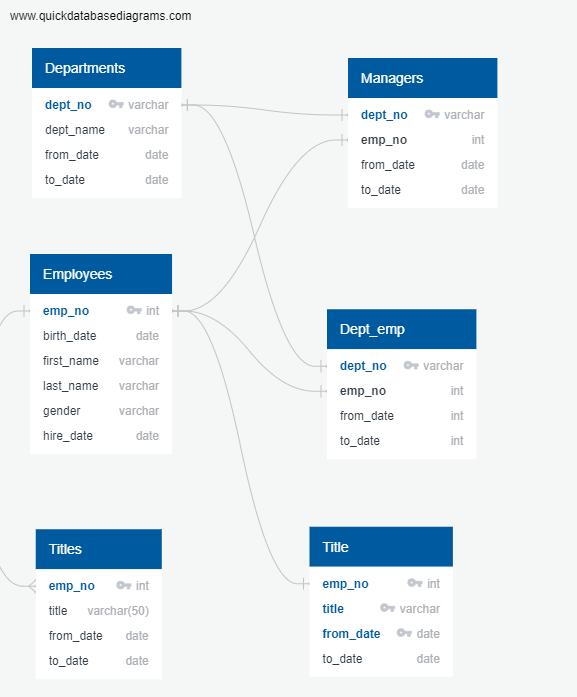 www.quickdatabasediagrams.com
Departments
dept_no varchar
dept_name varchar
from_date date
to_date date
Managers
dept_no varchar
emp_no int
from_date date
to_date date
Employees
emp_no int
birth_date date
first_name varchar
last_name varchar
gender varchar
hire_date date
Dept_emp
dept_no varchar
emp_no int
from_date int
to_date int
Titles
emp_no int
title varchar(50)
from_date date
to_date date
Title
emp_no int
title varchar
from_date date
to_date date